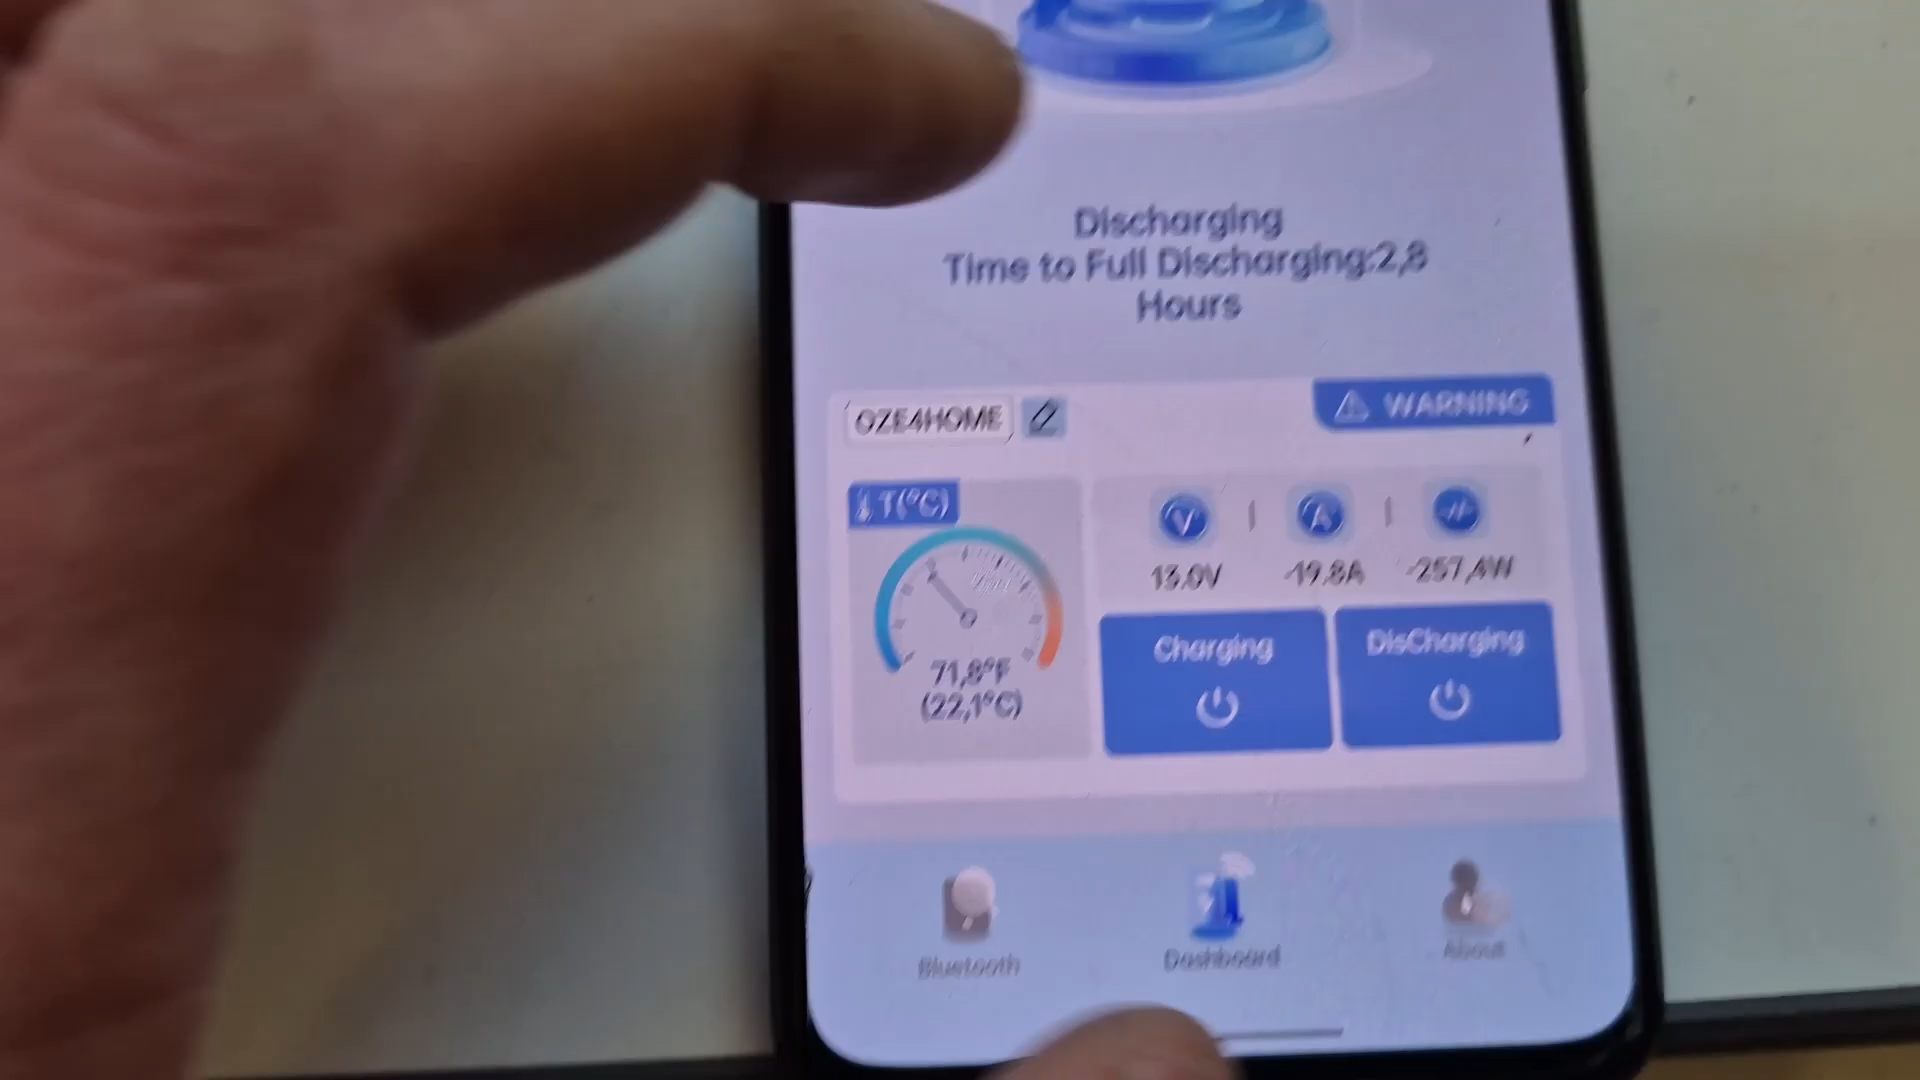 Discharging
Time to Full Discharging:2,8
Hours
OZE4HOME
WARNING
T(°C)
V
A
13,0V
-19,8A
-257,4W
71,8°F
(22,1°C)
Charging
DisCharging
Bluetooth
Dashboard
About